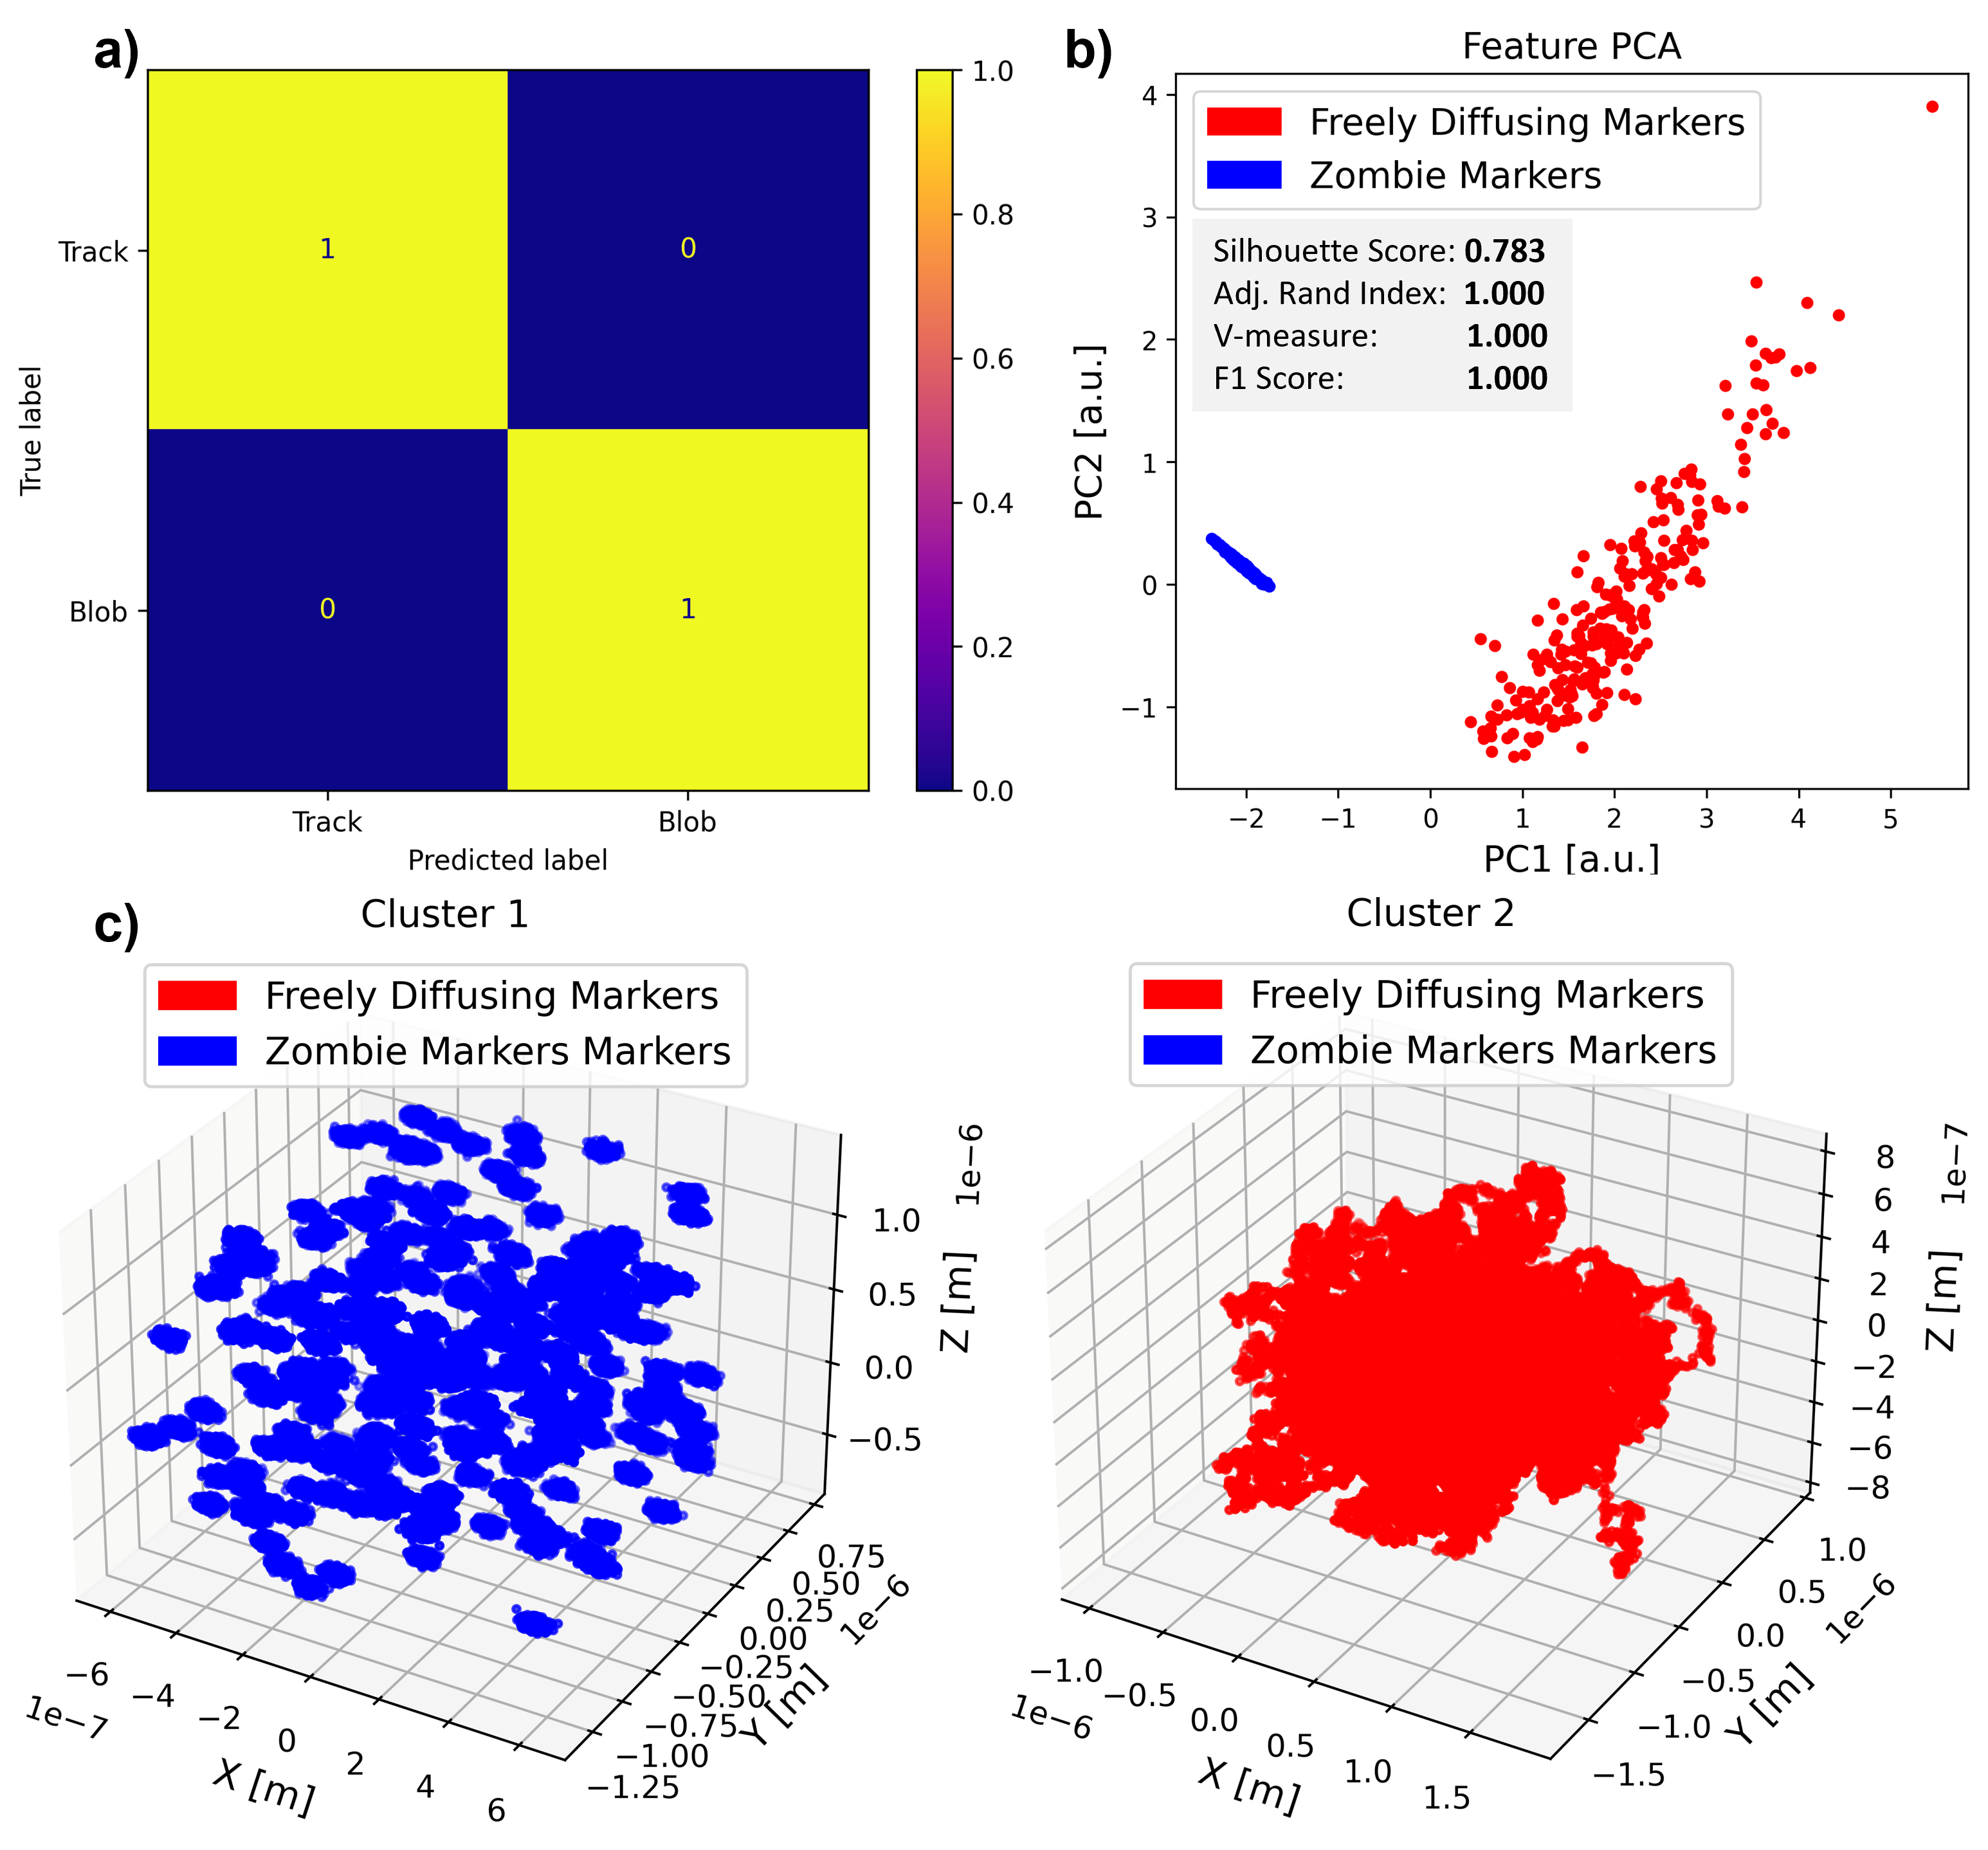 a)
1.0
0.8
0.6
0.4
0.2
0.0
True label
Track
Blob
1
0
0
1
Track
Blob
Predicted label
b)
Feature PCA
Freely Diffusing Markers
Zombie Markers
Silhouette Score: 0.783
Adj. Rand Index: 1.000
V-measure: 1.000
F1 Score: 1.000
PC2 [a.u.]
4
3
2
1
0
−1
−2
−1
0
1
2
3
4
5
PC1 [a.u.]
c)
Cluster 1
Freely Diffusing Markers
Zombie Markers Markers
1e−6
1.0
0.5
0.0
−0.5
Z [m]
0.75
0.50
0.25
0.00
−0.25
−0.50
−0.75
−1.00
−1.25
1e−6
Y [m]
−6
−4
−2
0
2
4
6
1e−7
X [m]
Cluster 2
Freely Diffusing Markers
Zombie Markers Markers
1e−7
8
6
4
2
0
−2
−4
−6
−8
Z [m]
1.0
0.5
0.0
−0.5
−1.0
−1.5
1e−6
Y [m]
−1.0
−0.5
0.0
0.5
1.0
1.5
1e−6
X [m]